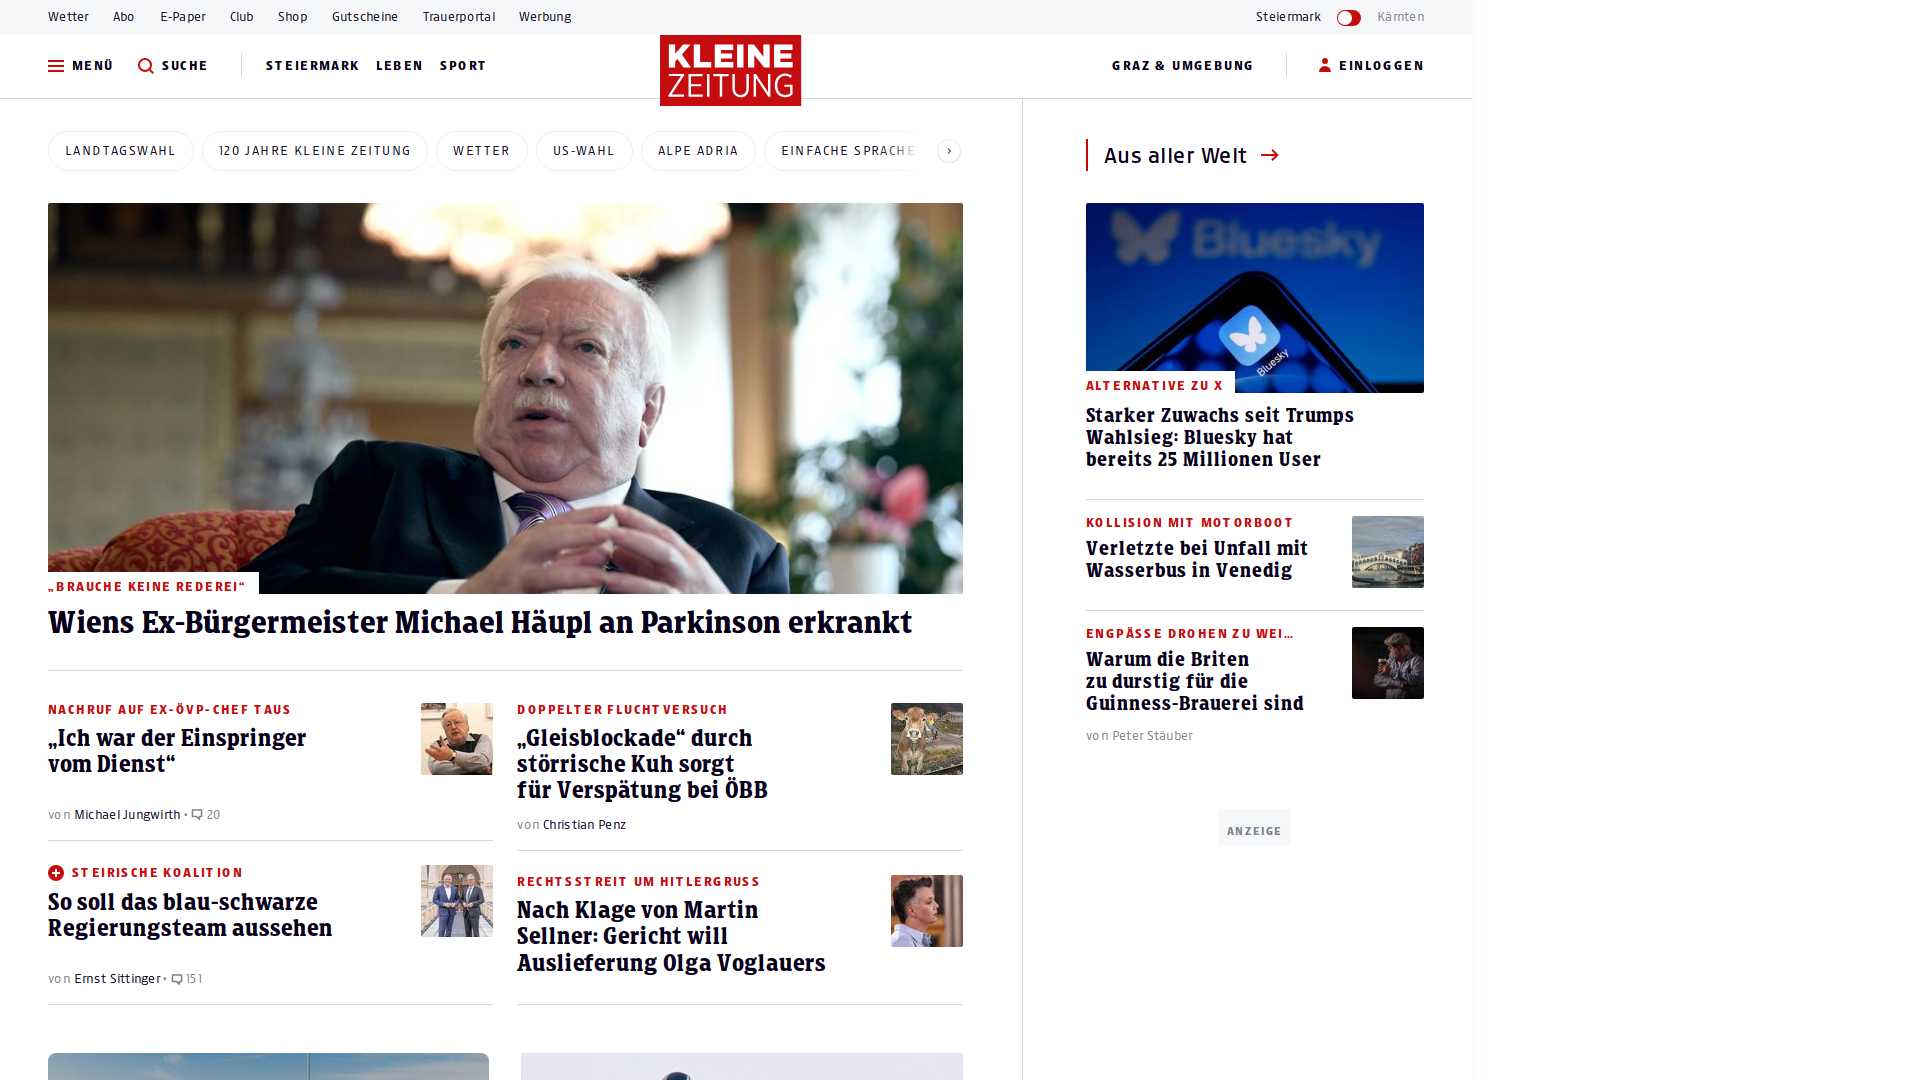 Wetter Abo E-Paper Club Shop Gutscheine Trauerportal Werbung Steiermark Kärnten
MENÜ SUCHE STEIERMARK LEBEN SPORT KLEINE ZEITUNG GRAZ & UMGEBUNG EINLOGGEN
LANDTAGSWAHL 120 JAHRE KLEINE ZEITUNG WETTER US-WAHL ALPE ADRIA EINFACHE SPRACHE
„BRAUCHE KEINE REDEREI“
Wiens Ex-Bürgermeister Michael Häupl an Parkinson erkrankt
NACHRUF AUF EX-ÖVP-CHEF TAUS
„Ich war der Einspringer
vom Dienst“
von Michael Jungwirth • 20
DOPPELTER FLUCHTVERSUCH
„Gleisblockade“ durch
störrische Kuh sorgt
für Verspätung bei ÖBB
von Christian Penz
STEIRISCHE KOALITION
So soll das blau-schwarze
Regierungsteam aussehen
von Ernst Sittinger • 151
RECHTSSTREIT UM HITLERGRUSS
Nach Klage von Martin
Sellner: Gericht will
Auslieferung Olga Voglauers
Aus aller Welt
Bluesky
Bluesky
ALTERNATIVE ZU X
Starker Zuwachs seit Trumps
Wahlsieg: Bluesky hat
bereits 25 Millionen User
KOLLISION MIT MOTORBOOT
Verletzte bei Unfall mit
Wasserbus in Venedig
ENGPÄSSE DROHEN ZU WEI…
Warum die Briten
zu durstig für die
Guinness-Brauerei sind
von Peter Stäuber
ANZEIGE